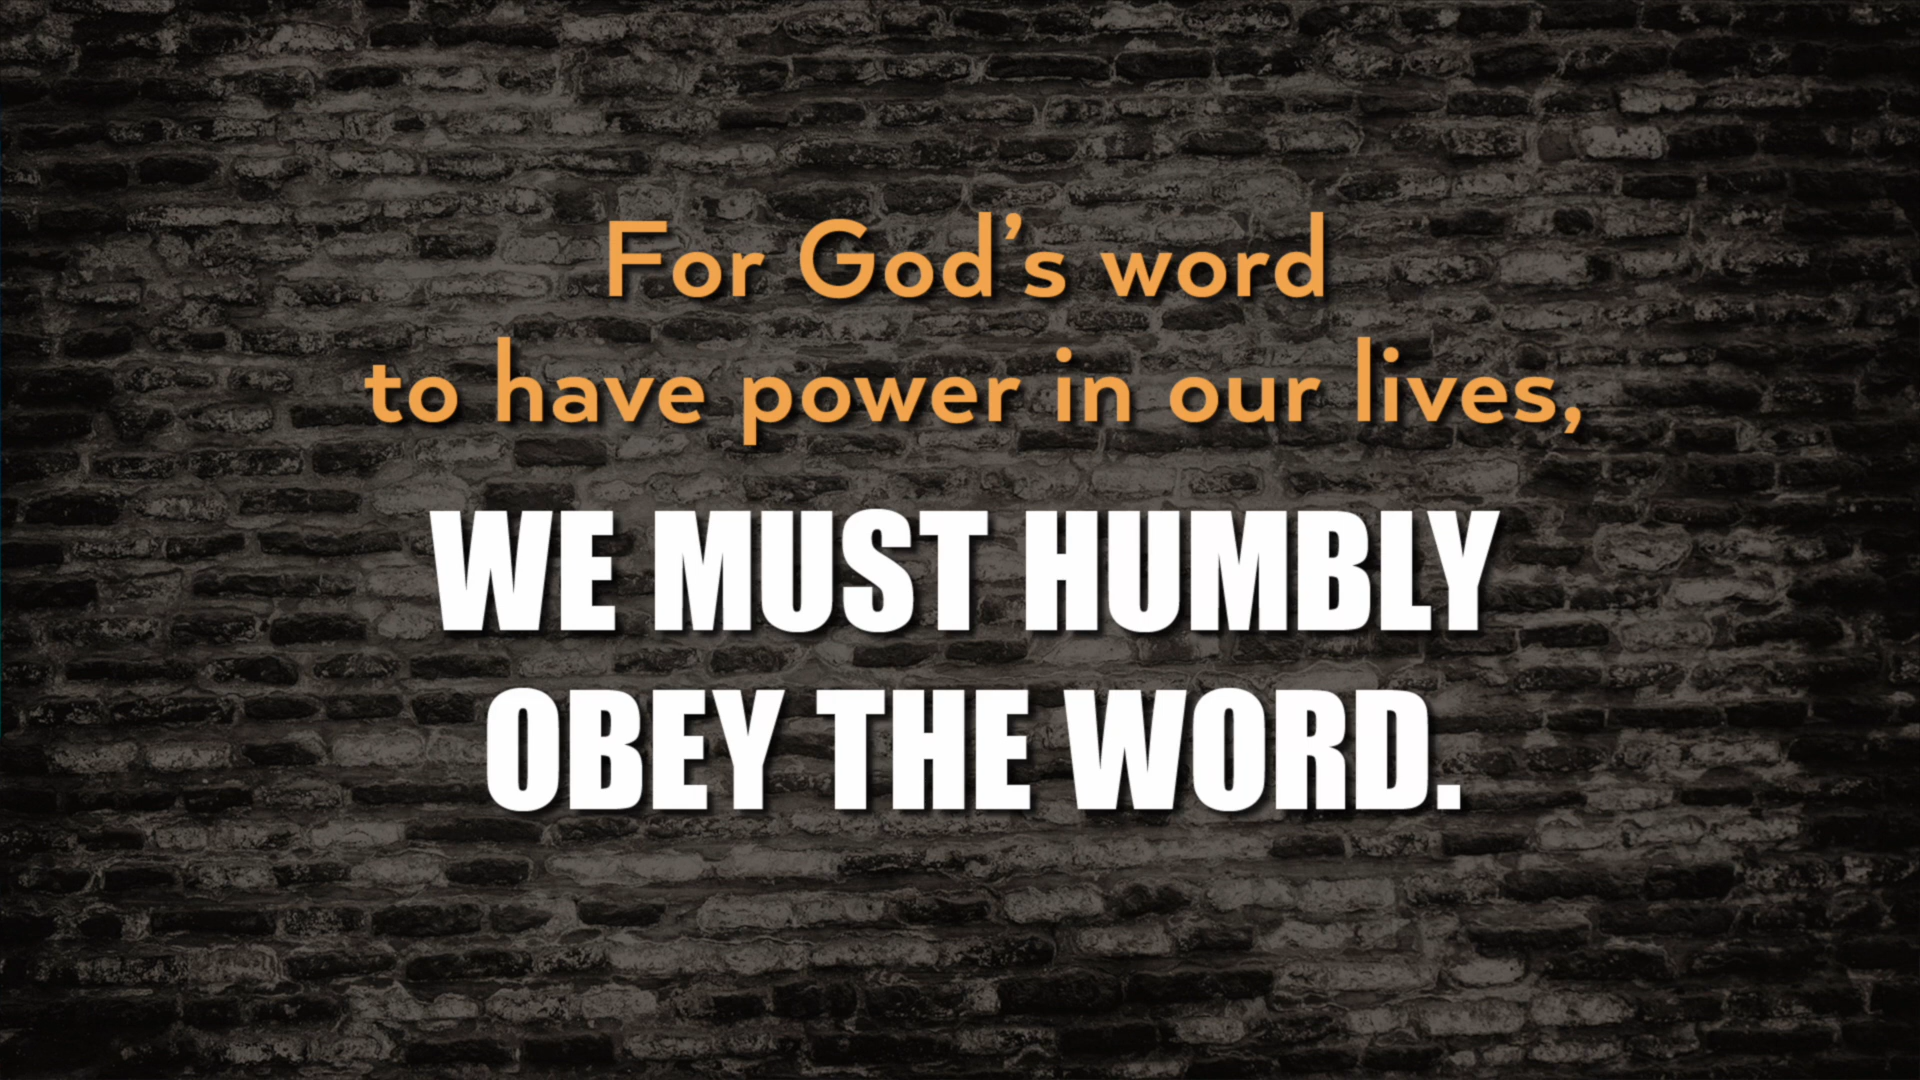 For God’s word
to have power in our lives,
WE MUST HUMBLY
OBEY THE WORD.